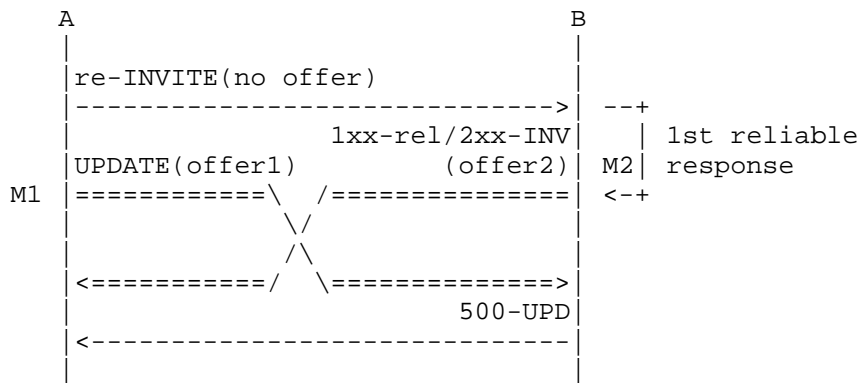 A B
re-INVITE(no offer)
|----------------------------->| --+
1xx-rel/2xx-INV | 1st reliable
UPDATE(offer1) (offer2) M2| response
M1 |============\ /==============| <-+
\/
/\
|<===========/ \=============>|
500-UPD
|<-----------------------------|